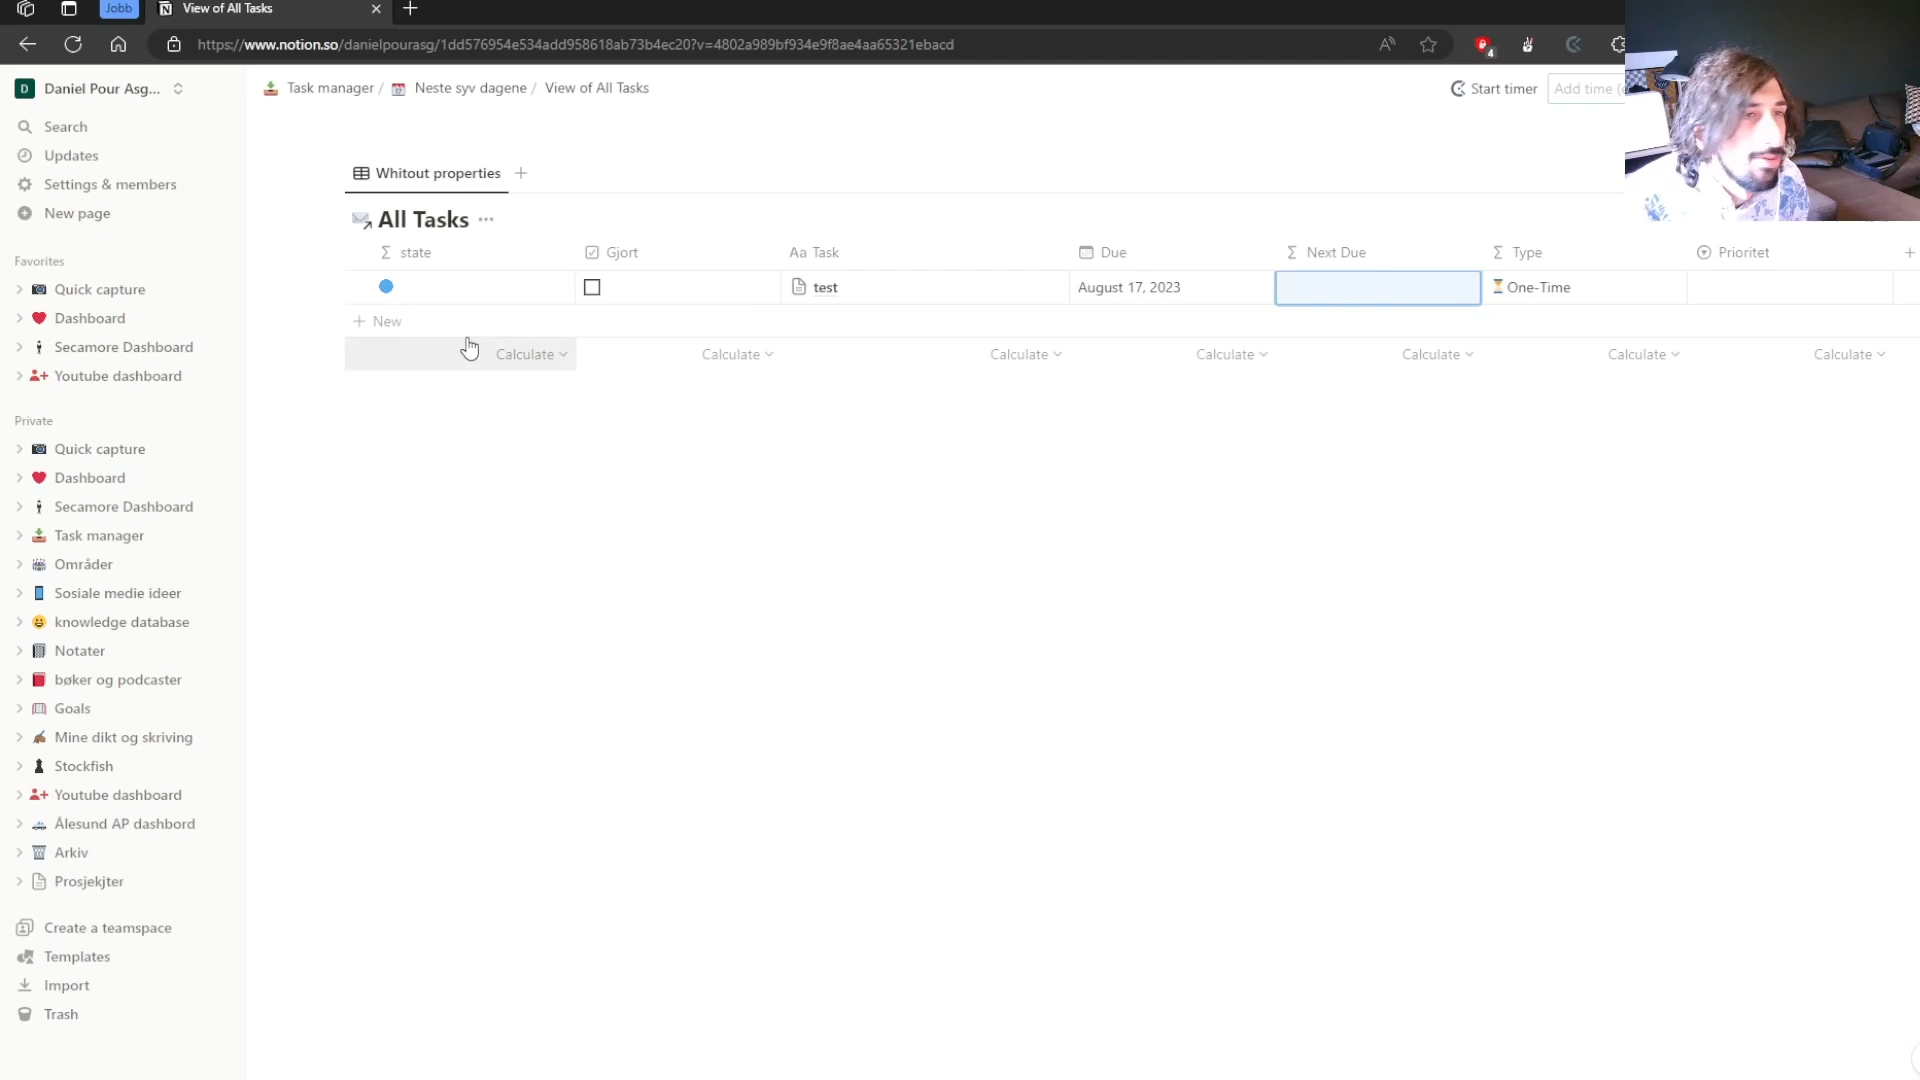 Jobb
View of All Tasks
https://www.notion.so/danielpourasg/1dd576954e534add958618ab73b4ec20?v=4802a989bf934e9f8ae4aa65321ebacd
4
D Daniel Pour Asg...
Task manager / Neste syv dagene / View of All Tasks
Start timer
Add time (e
Search
Updates
Settings & members
New page
Favorites
Quick capture
Dashboard
Secamore Dashboard
Youtube dashboard
Private
Quick capture
Dashboard
Secamore Dashboard
Task manager
Områder
Sosiale medie ideer
knowledge database
Notater
bøker og podcaster
Goals
Mine dikt og skriving
Stockfish
Youtube dashboard
Ålesund AP dashbord
Arkiv
Prosjekjter
Create a teamspace
Templates
Import
Trash
Whitout properties
All Tasks
Σ state Gjort Aa Task Due Σ Next Due Σ Type Prioritet
test August 17, 2023 One-Time
New
Calculate Calculate Calculate Calculate Calculate Calculate Calculate